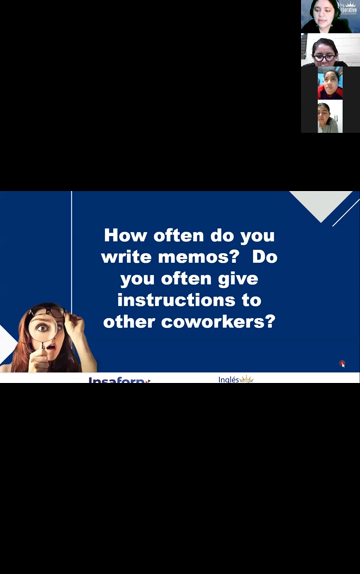 How often do you
write memos?  Do
you often give
instructions to
other coworkers?
Insaforp
Inglés